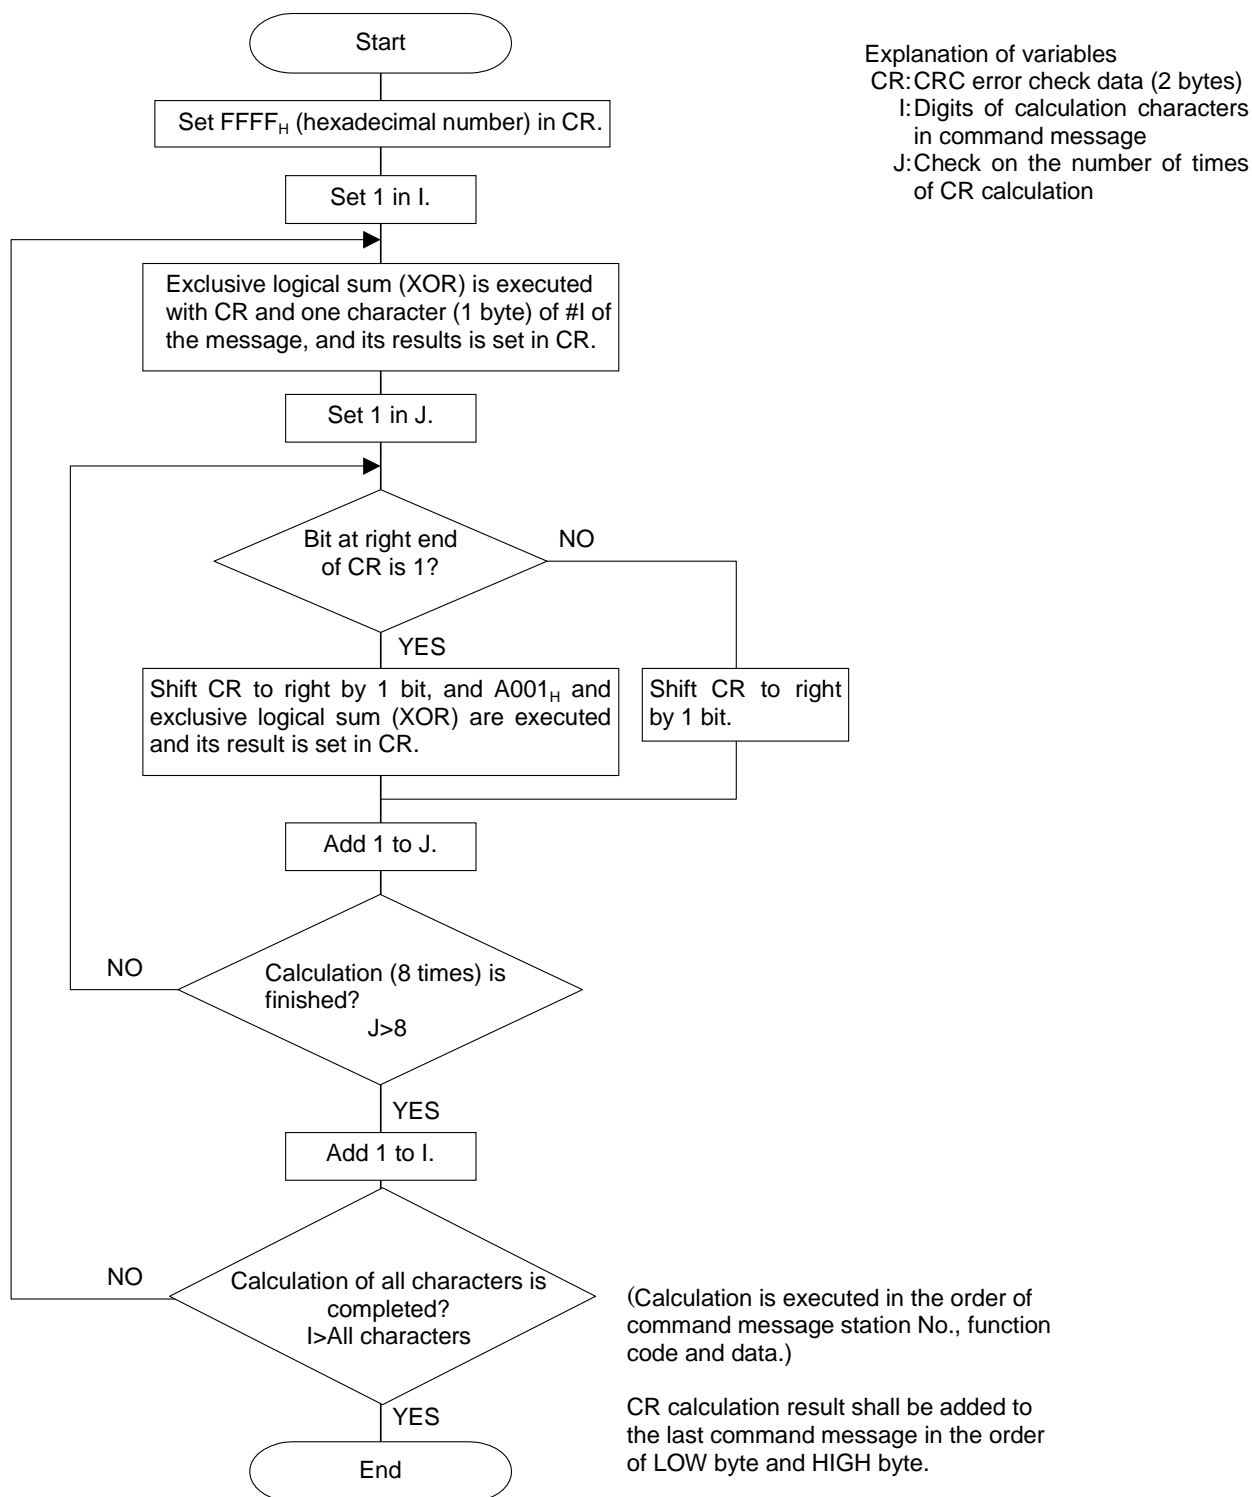 Start
Explanation of variables
CR:CRC error check data (2 bytes)
I:Digits of calculation characters
in command message
J:Check on the number of times
of CR calculation
Set FFFFH (hexadecimal number) in CR.
Set 1 in I.
Exclusive logical sum (XOR) is executed
with CR and one character (1 byte) of #I of
the message, and its results is set in CR.
Set 1 in J.
Bit at right end
of CR is 1?
NO
YES
Shift CR to right by 1 bit, and A001H and
exclusive logical sum (XOR) are executed
and its result is set in CR.
Shift CR to right
by 1 bit.
Add 1 to J.
NO
Calculation (8 times) is
finished?
J>8
YES
Add 1 to I.
NO
Calculation of all characters is
completed?
I>All characters
(Calculation is executed in the order of
command message station No., function
code and data.)
CR calculation result shall be added to
the last command message in the order
of LOW byte and HIGH byte.
YES
End